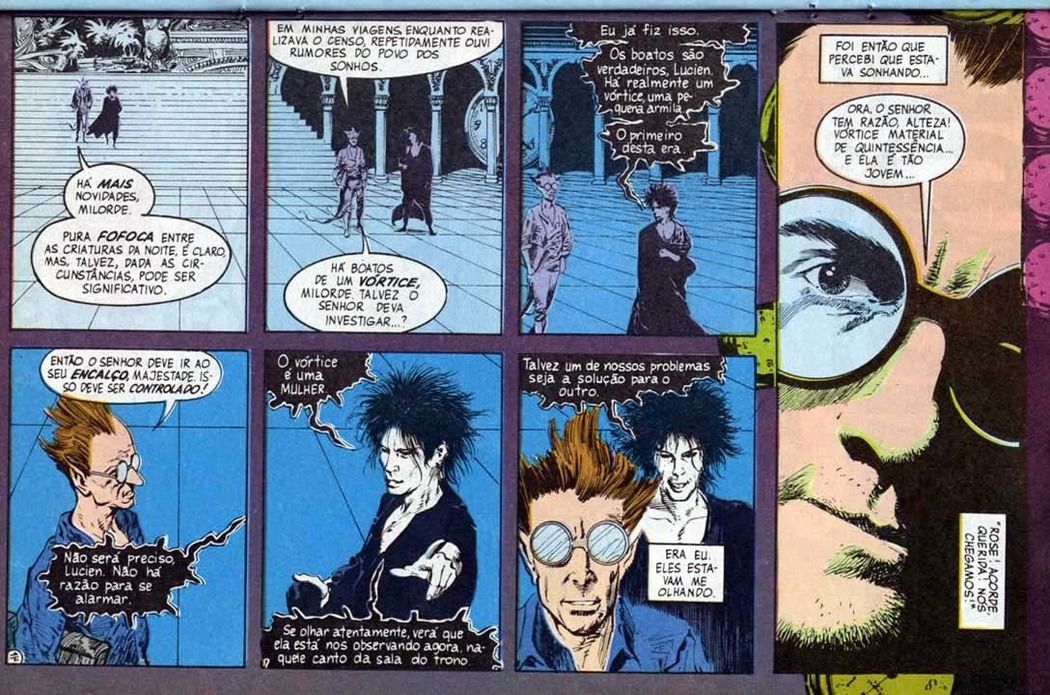 HÁ MAIS
NOVIDADES,
MILORDE.
PURA FOFOCA ENTRE
AS CRIATURAS DA NOITE, É CLARO,
MAS, TALVEZ, DADA AS CIR-
CUNSTÂNCIAS, PODE SER
SIGNIFICATIVO.
EM MINHAS VIAGENS, ENQUANTO REA-
LIZAVA O CENSO, REPETIDAMENTE OUVI
RUMORES DO POVO DOS
SONHOS.
HÁ BOATOS
DE UM VÓRTICE,
MILORDE. TALVEZ O
SENHOR DEVA
INVESTIGAR...?
Eu já fiz isso.
Os boatos são
verdadeiros, Lucien.
Há realmente um
vórtice, uma pe-
quena armila.
O primeiro
desta era.
ENTÃO O SENHOR DEVE IR AO
SEU ENCALÇO, MAJESTADE. IS-
SO DEVE SER CONTROLADO!
Não será preciso,
Lucien. Não há
razão para se
alarmar.
O vórtice
é uma
MULHER.
Se olhar atentamente, verá que
ela está nos observando agora, na-
quele canto da sala do trono
Talvez um de nossos problemas
seja a solução para o
outro.
ERA EU.
ELES ESTA-
VAM ME
OLHANDO.
FOI ENTÃO QUE
PERCEBI QUE ESTA-
VA SONHANDO...
ORA, O SENHOR
TEM RAZÃO, ALTEZA!
VÓRTICE MATERIAL
DE QUINTESSÊNCIA...
E ELA É TÃO
JOVEM...
"ROSE! ACORDE,
QUERIDA! NÓS
CHEGAMOS!"